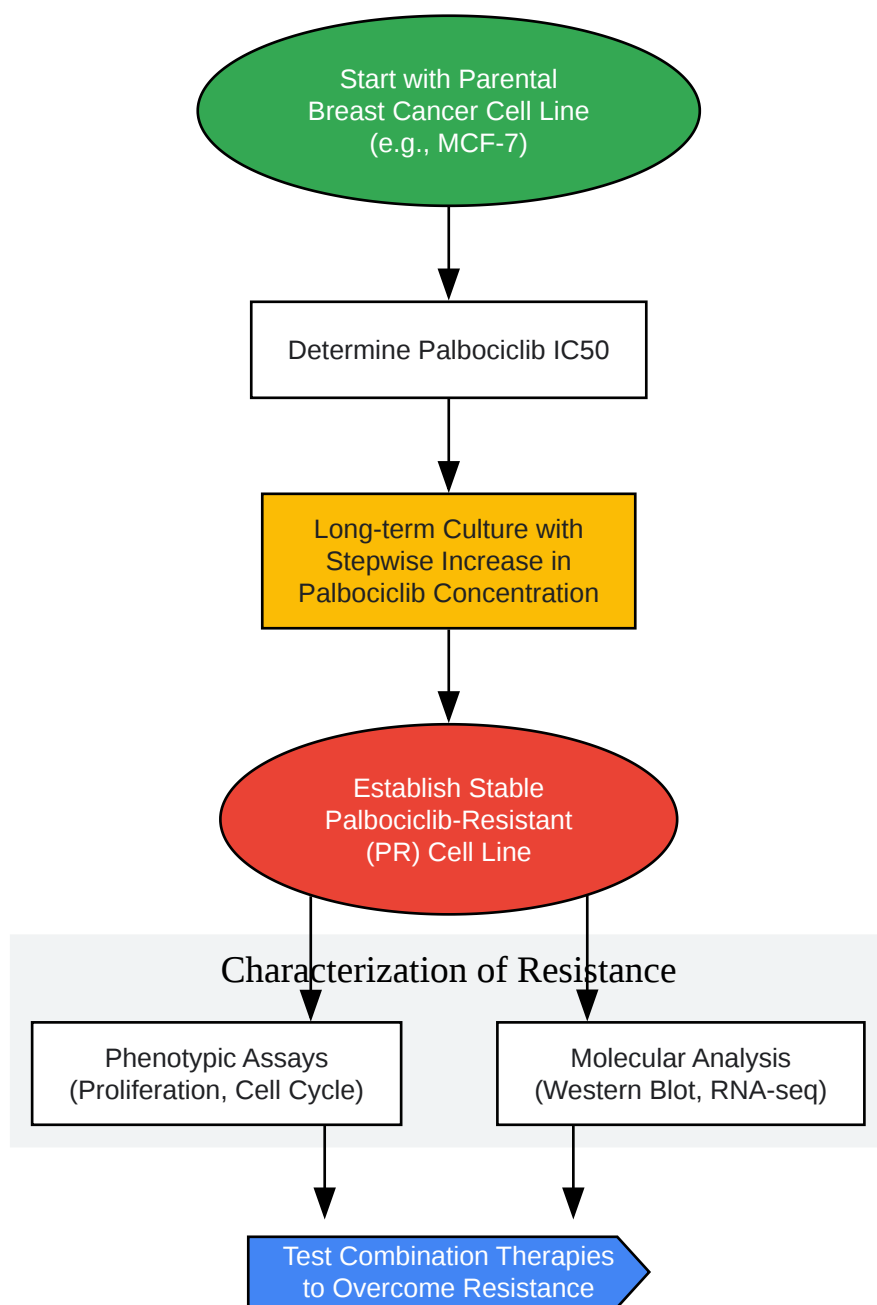 Start with Parental
Breast Cancer Cell Line
(e.g., MCF-7)
Determine Palbociclib IC50
Long-term Culture with
Stepwise Increase in
Palbociclib Concentration
Establish Stable
Palbociclib-Resistant
(PR) Cell Line
Characterization of Resistance
Phenotypic Assays
(Proliferation, Cell Cycle)
Molecular Analysis
(Western Blot, RNA-seq)
Test Combination Therapies
to Overcome Resistance